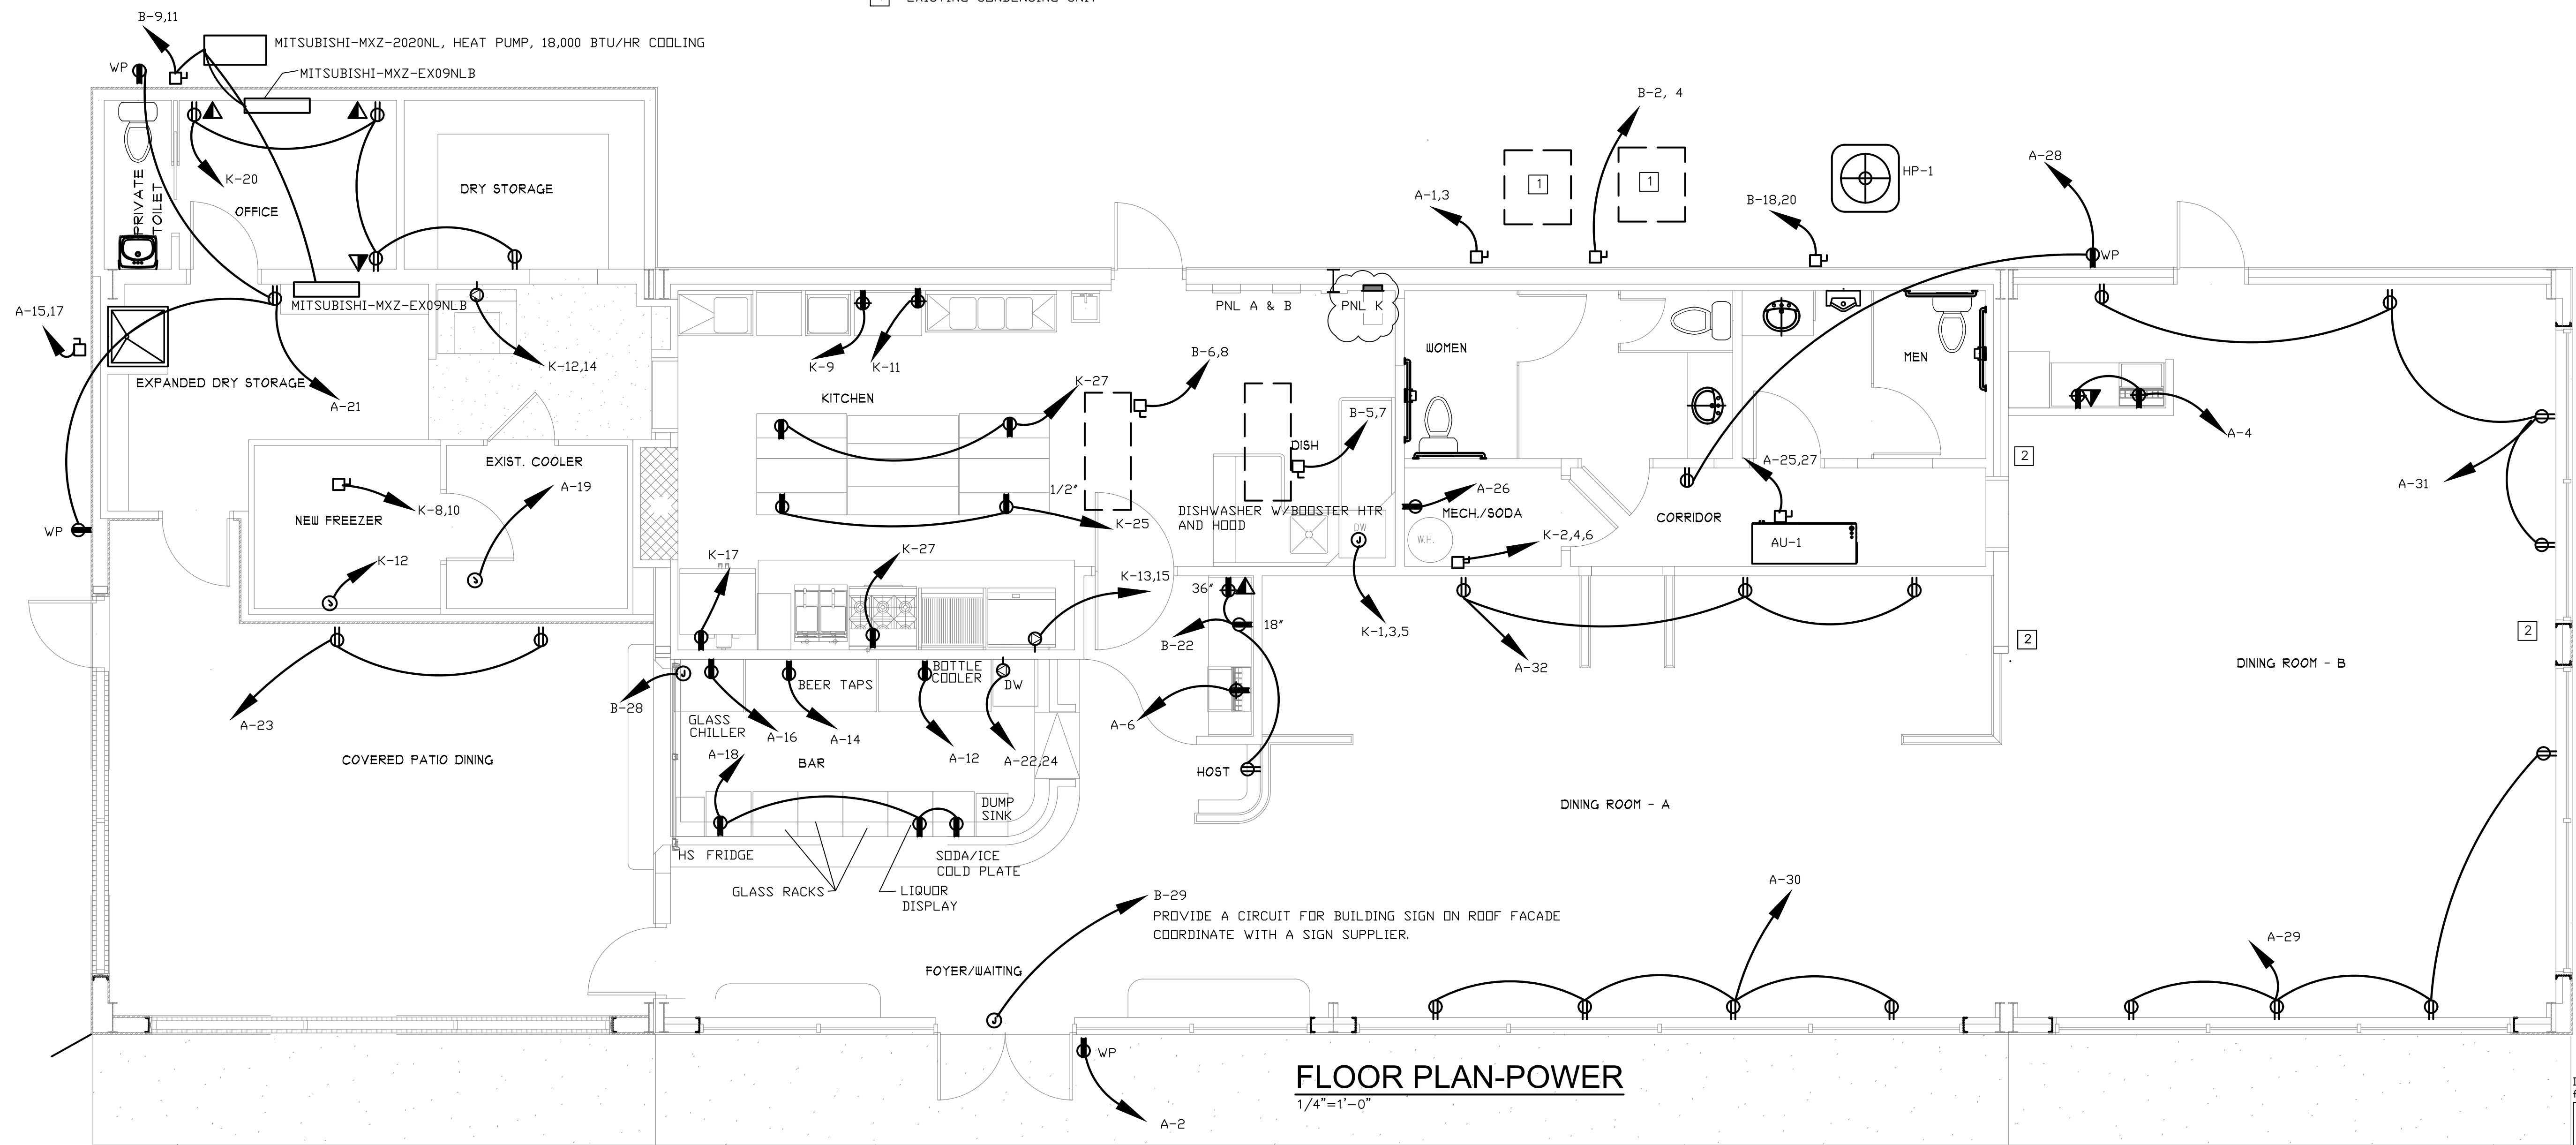 B-9,11
MITSUBISHI-MXZ-2020NL, HEAT PUMP, 18,000 BTU/HR COOLING
WP
MITSUBISHI-MXZ-EX09NLB
B-2, 4
K-20
DRY STORAGE
PRIVATE
TOILET
OFFICE
1
1
HP-1
A-28
A-1,3
B-18,20
WP
MITSUBISHI-MXZ-EX09NLB
A-15,17
PNL A & B
PNL K
WOMEN
MEN
K-9
K-11
K-12,14
B-6,8
EXPANDED DRY STORAGE
A-21
KITCHEN
K-27
B-5,7
DISH
A-4
EXIST. COOLER
A-19
1/2"
A-25,27
2
A-31
NEW FREEZER
K-8,10
WP
K-25
DISHWASHER W/BOOSTER HTR
AND HOOD
DW
A-26
MECH./SODA
W.H.
CORRIDOR
AU-1
K-2,4,6
K-12
K-17
K-27
K-13,15
36"
18"
K-1,3,5
B-22
A-32
2
2
DINING ROOM - B
A-23
B-28
BEER TAPS
BOTTLE
COOLER
DW
GLASS
CHILLER
A-16
A-14
A-12
A-22,24
A-6
COVERED PATIO DINING
A-18
BAR
HOST
DINING ROOM - A
DUMP
SINK
HS FRIDGE
SODA/ICE
COLD PLATE
GLASS RACKS
LIQUOR
DISPLAY
A-30
B-29
PROVIDE A CIRCUIT FOR BUILDING SIGN ON ROOF FACADE
COORDINATE WITH A SIGN SUPPLIER.
A-29
FOYER/WAITING
WP
A-2
FLOOR PLAN-POWER
1/4"=1'-0"